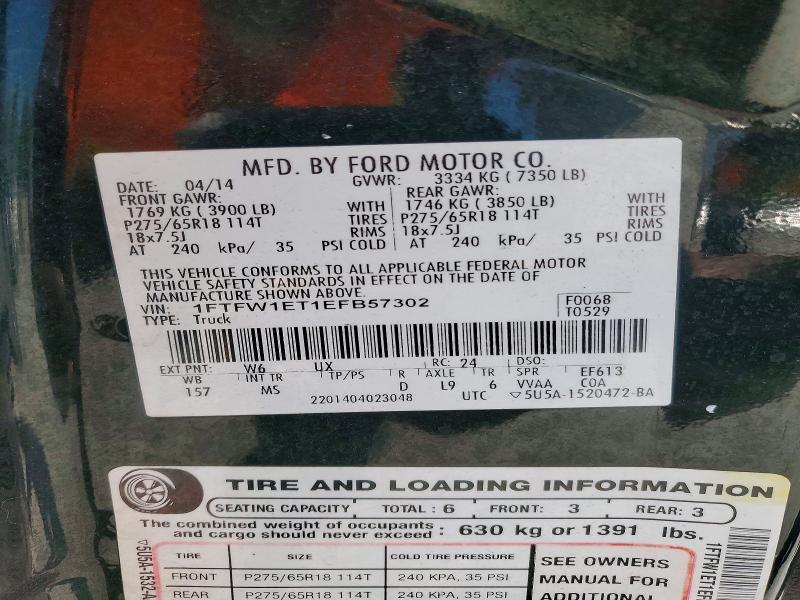 MFD. BY FORD MOTOR CO.
DATE: 04/14 GVWR: 3334 KG ( 7350 LB)
FRONT GAWR: REAR GAWR:
1769 KG ( 3900 LB) WITH 1746 KG ( 3850 LB) WITH
P275/65R18 114T TIRES P275/65R18 114T TIRES
18x7.5J RIMS 18x7.5J RIMS
AT 240 kPa/ 35 PSI COLD AT 240 kPa/ 35 PSI COLD
THIS VEHICLE CONFORMS TO ALL APPLICABLE FEDERAL MOTOR
VEHICLE SAFETY STANDARDS IN EFFECT ON THE DATE OF
MANUFACTURE SHOWN ABOVE.
VIN: 1FTFW1ET1EFB57302 F0068
TYPE: Truck T0529
EXT PNT: W6 UX RC: 24 DSO:
WB INT TR TP/PS R AXLE TR SPR EF613
157 MS D L9 6 VVAA C0A
2201404023048 UTC ▽5U5A-1520472-BA
TIRE AND LOADING INFORMATION
SEATING CAPACITY TOTAL : 6 FRONT: 3 REAR: 3
The combined weight of occupants
and cargo should never exceed : 630 kg or 1391 lbs.
TIRE SIZE COLD TIRE PRESSURE
FRONT P275/65R18 114T 240 KPA, 35 PSI
REAR P275/65R18 114T 240 KPA, 35 PSI
SEE OWNERS
MANUAL FOR
ADDITIONAL